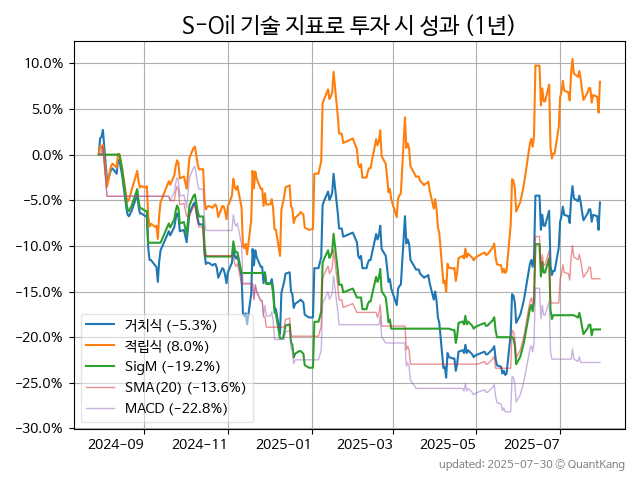 S-Oil 기술 지표로 투자 시 성과 (1년)
10.0%
5.0%
0.0%
−5.0%
−10.0%
−15.0%
−20.0%
−25.0%
−30.0%
거치식 (−5.3%)
적립식 (8.0%)
SigM (−19.2%)
SMA(20) (−13.6%)
MACD (−22.8%)
2024-09
2024-11
2025-01
2025-03
2025-05
2025-07
updated: 2025-07-30 © QuantKang